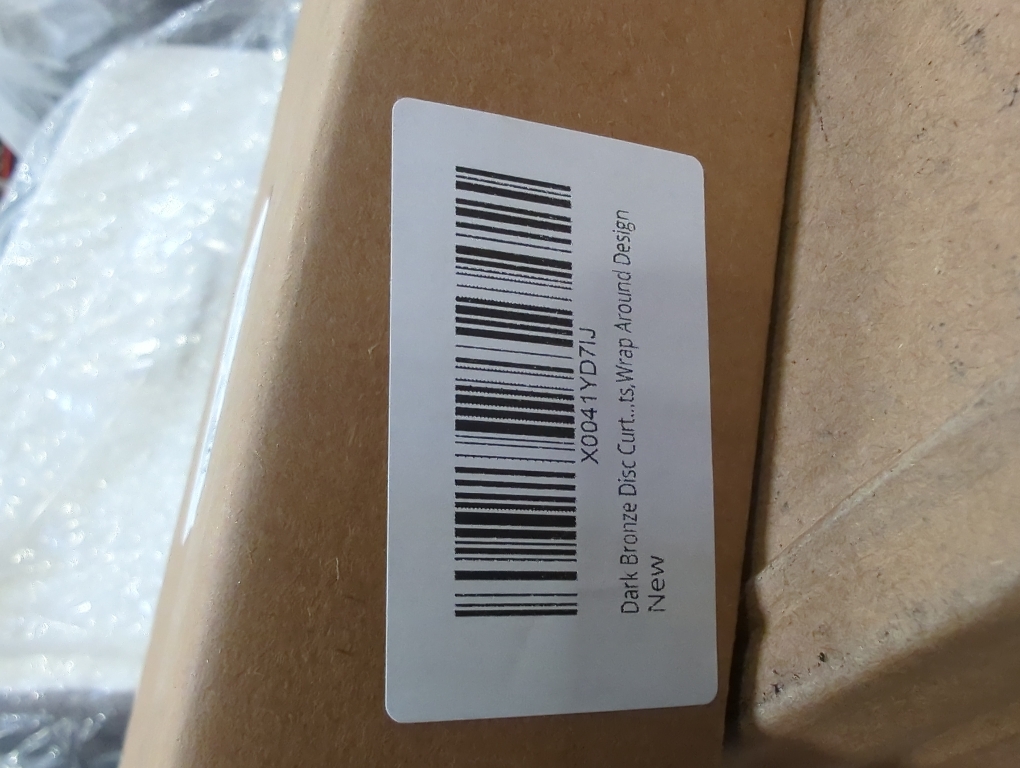 X0041YD7IJ
Dark Bronze Disc Curt...ts,Wrap Around Design
New